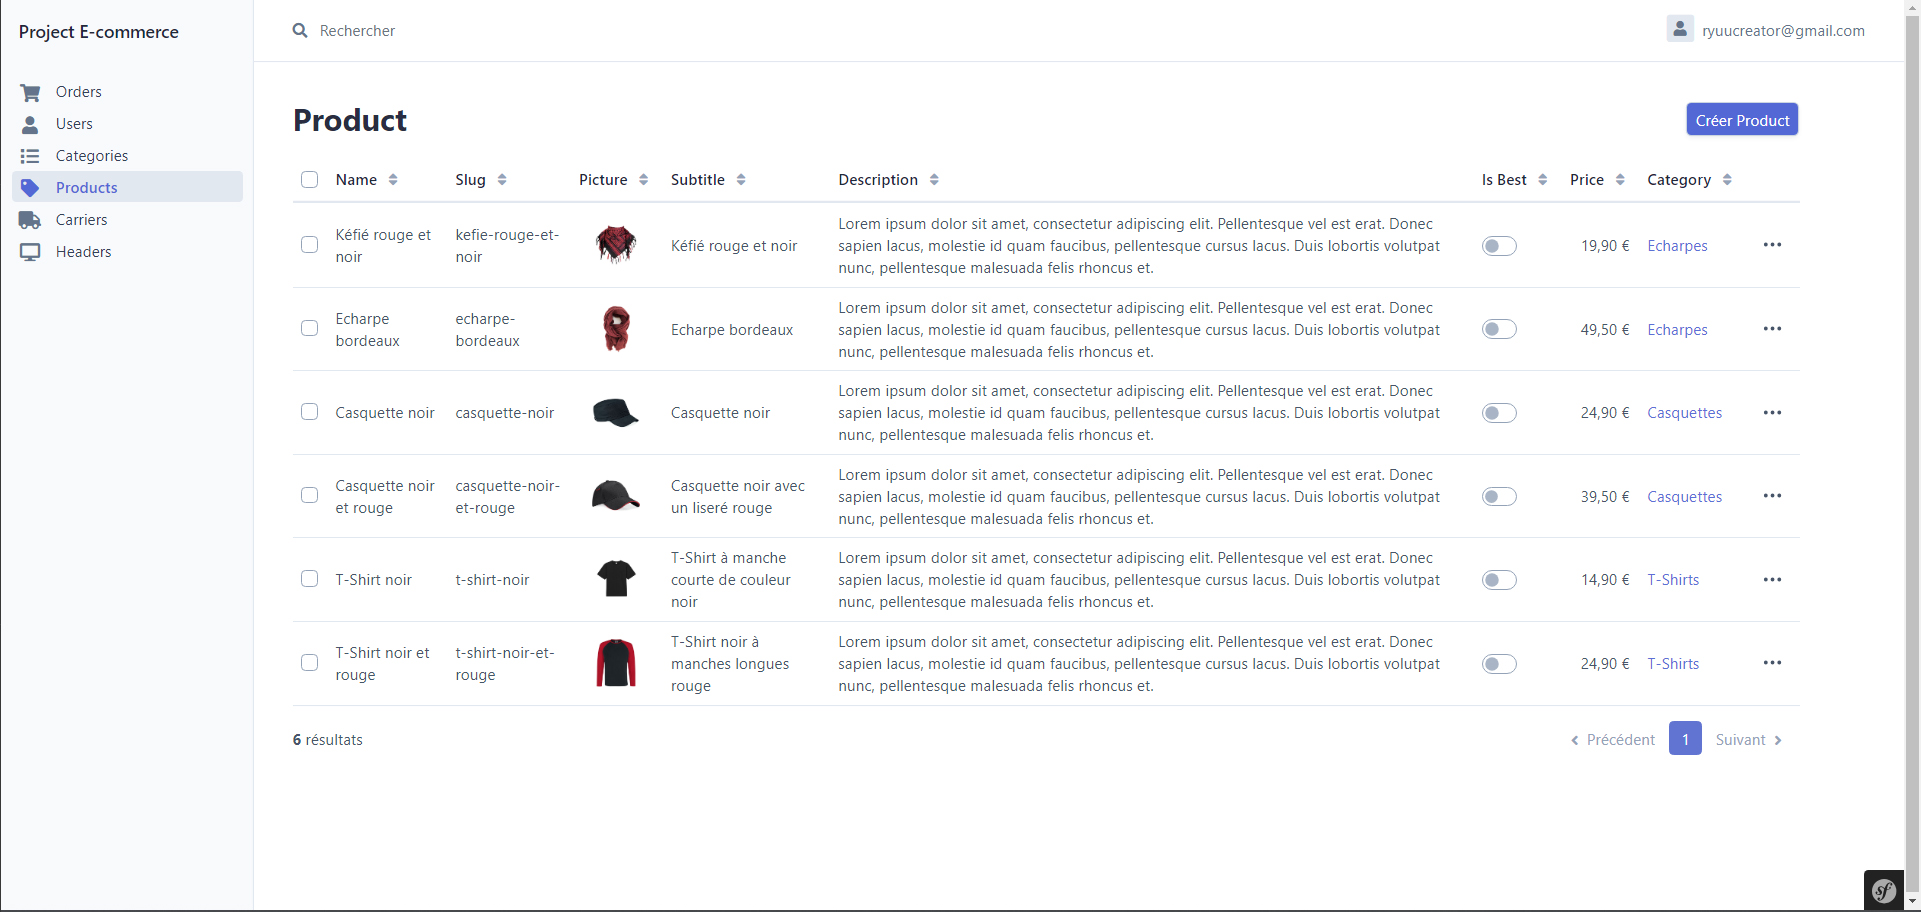 Project E-commerce
Rechercher
ryuucreator@gmail.com
Orders
Users
Categories
Products
Carriers
Headers
Product
Créer Product
Name Slug Picture Subtitle Description Is Best Price Category
Kéfié rouge et
noir
kefie-rouge-et-
noir
Kéfié rouge et noir
Lorem ipsum dolor sit amet, consectetur adipiscing elit. Pellentesque vel est erat. Donec
sapien lacus, molestie id quam faucibus, pellentesque cursus lacus. Duis lobortis volutpat
nunc, pellentesque malesuada felis rhoncus et.
19,90 €
Echarpes
Echarpe
bordeaux
echarpe-
bordeaux
Echarpe bordeaux
Lorem ipsum dolor sit amet, consectetur adipiscing elit. Pellentesque vel est erat. Donec
sapien lacus, molestie id quam faucibus, pellentesque cursus lacus. Duis lobortis volutpat
nunc, pellentesque malesuada felis rhoncus et.
49,50 €
Echarpes
Casquette noir
casquette-noir
Casquette noir
Lorem ipsum dolor sit amet, consectetur adipiscing elit. Pellentesque vel est erat. Donec
sapien lacus, molestie id quam faucibus, pellentesque cursus lacus. Duis lobortis volutpat
nunc, pellentesque malesuada felis rhoncus et.
24,90 €
Casquettes
Casquette noir
et rouge
casquette-noir-
et-rouge
Casquette noir avec
un liseré rouge
Lorem ipsum dolor sit amet, consectetur adipiscing elit. Pellentesque vel est erat. Donec
sapien lacus, molestie id quam faucibus, pellentesque cursus lacus. Duis lobortis volutpat
nunc, pellentesque malesuada felis rhoncus et.
39,50 €
Casquettes
T-Shirt noir
t-shirt-noir
T-Shirt à manche
courte de couleur
noir
Lorem ipsum dolor sit amet, consectetur adipiscing elit. Pellentesque vel est erat. Donec
sapien lacus, molestie id quam faucibus, pellentesque cursus lacus. Duis lobortis volutpat
nunc, pellentesque malesuada felis rhoncus et.
14,90 €
T-Shirts
T-Shirt noir et
rouge
t-shirt-noir-et-
rouge
T-Shirt noir à
manches longues
rouge
Lorem ipsum dolor sit amet, consectetur adipiscing elit. Pellentesque vel est erat. Donec
sapien lacus, molestie id quam faucibus, pellentesque cursus lacus. Duis lobortis volutpat
nunc, pellentesque malesuada felis rhoncus et.
24,90 €
T-Shirts
6 résultats
Précédent 1 Suivant
sf